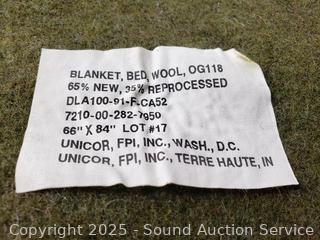 BLANKET, BED, WOOL, OG118
65% NEW, 35% REPROCESSED
DLA100-91-F-CA52
7210-00-282-7950
66" X 84" LOT #17
UNICOR, FPI, INC., WASH., D.C.
UNICOR, FPI, INC., TERRE HAUTE, IN
Copyright 2025 - Sound Auction Service